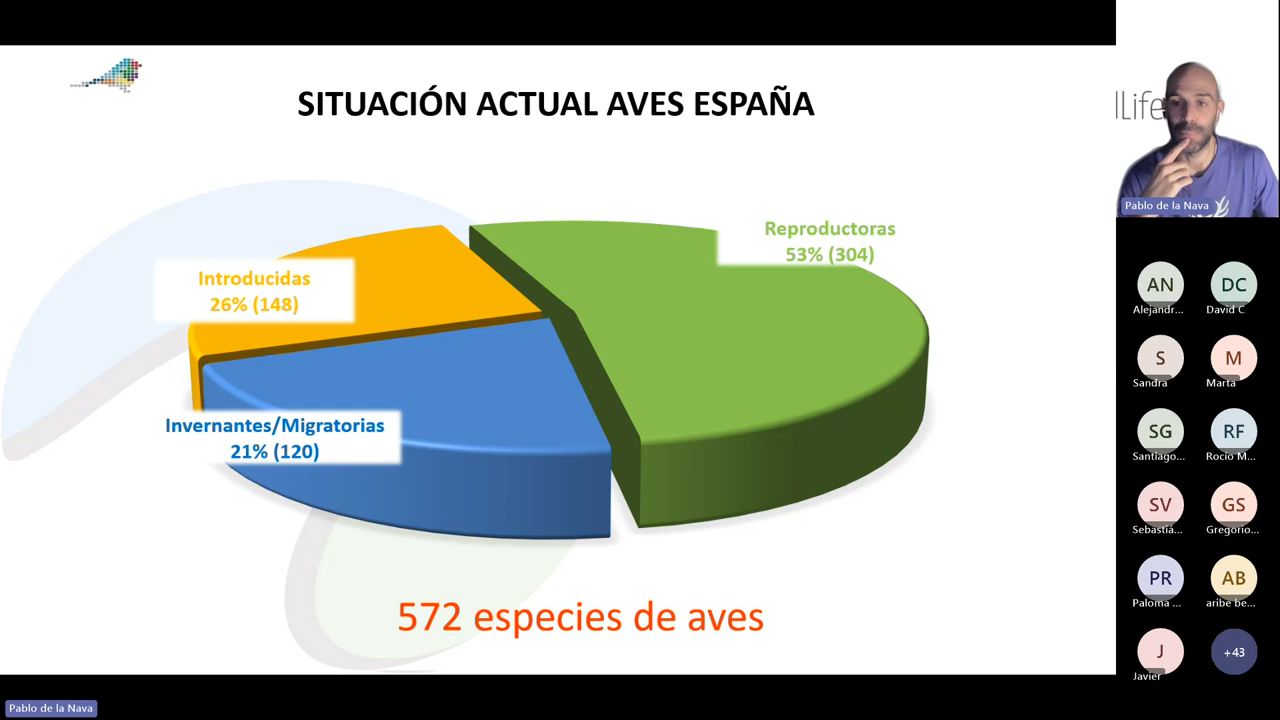 SITUACIÓN ACTUAL AVES ESPAÑA
lLife
Pablo de la Nava
Reproductoras
53% (304)
Introducidas
26% (148)
Invernantes/Migratorias
21% (120)
572 especies de aves
AN
DC
Alejandr...
David C
S
M
Sandra
Marta
SG
RF
Santiago...
Rocío M...
SV
GS
Sebastiá...
Gregorio...
PR
AB
Paloma ...
aribe be...
J
+43
Javier
Pablo de la Nava